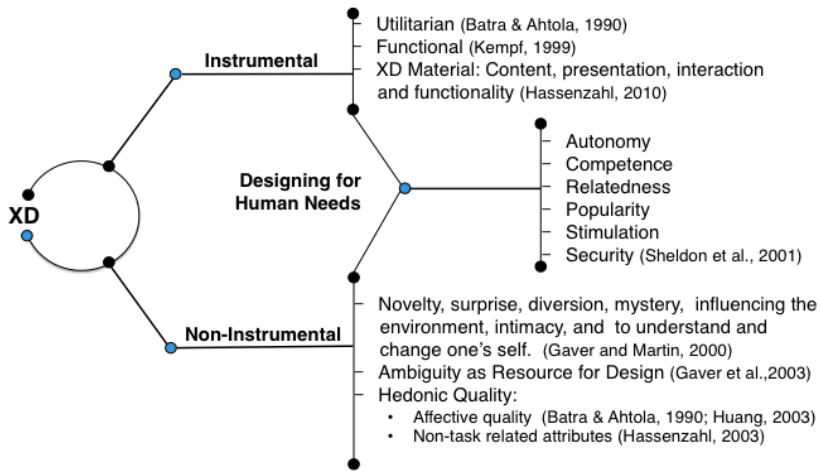 XD
Instrumental
Utilitarian (Batra & Ahtola, 1990)
Functional (Kempf, 1999)
XD Material: Content, presentation, interaction
and functionality (Hassenzahl, 2010)
Designing for
Human Needs
Autonomy
Competence
Relatedness
Popularity
Stimulation
Security (Sheldon et al., 2001)
Non-Instrumental
Novelty, surprise, diversion, mystery, influencing the
environment, intimacy, and to understand and
change one's self. (Gaver and Martin, 2000)
Ambiguity as Resource for Design (Gaver et al.,2003)
Hedonic Quality:
• Affective quality (Batra & Ahtola, 1990; Huang, 2003)
• Non-task related attributes (Hassenzahl, 2003)